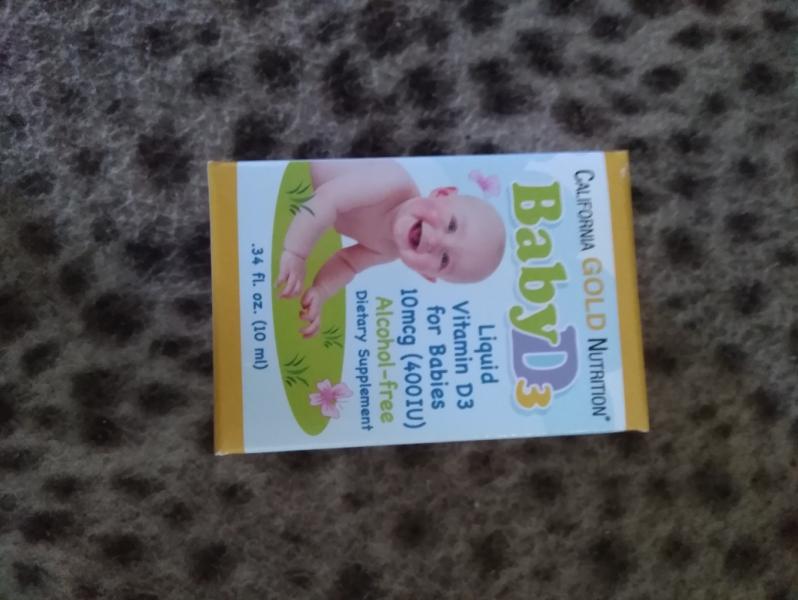 CALIFORNIA GOLD NUTRITION®
BabyD3
Liquid
Vitamin D3
for Babies
10mcg (400IU)
Alcohol-free
Dietary Supplement
.34 fl. oz. (10 ml)